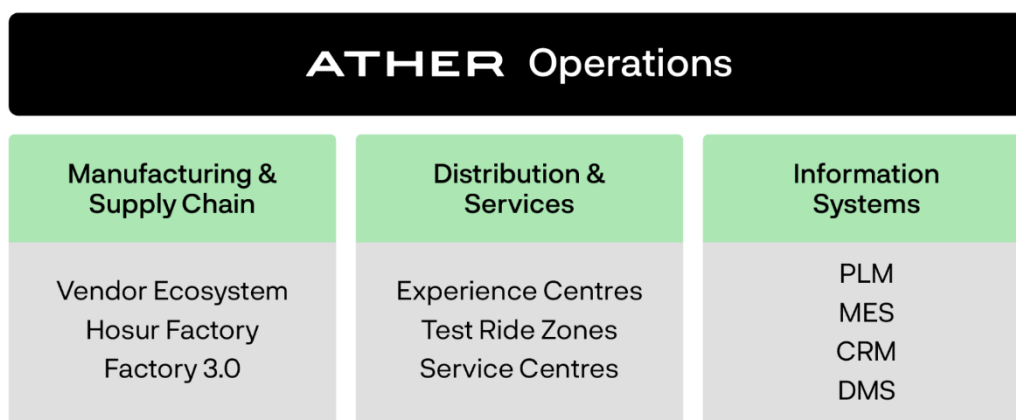 ATHER Operations
Manufacturing &
Supply Chain
Vendor Ecosystem
Hosur Factory
Factory 3.0
Distribution &
Services
Experience Centres
Test Ride Zones
Service Centres
Information
Systems
PLM
MES
CRM
DMS